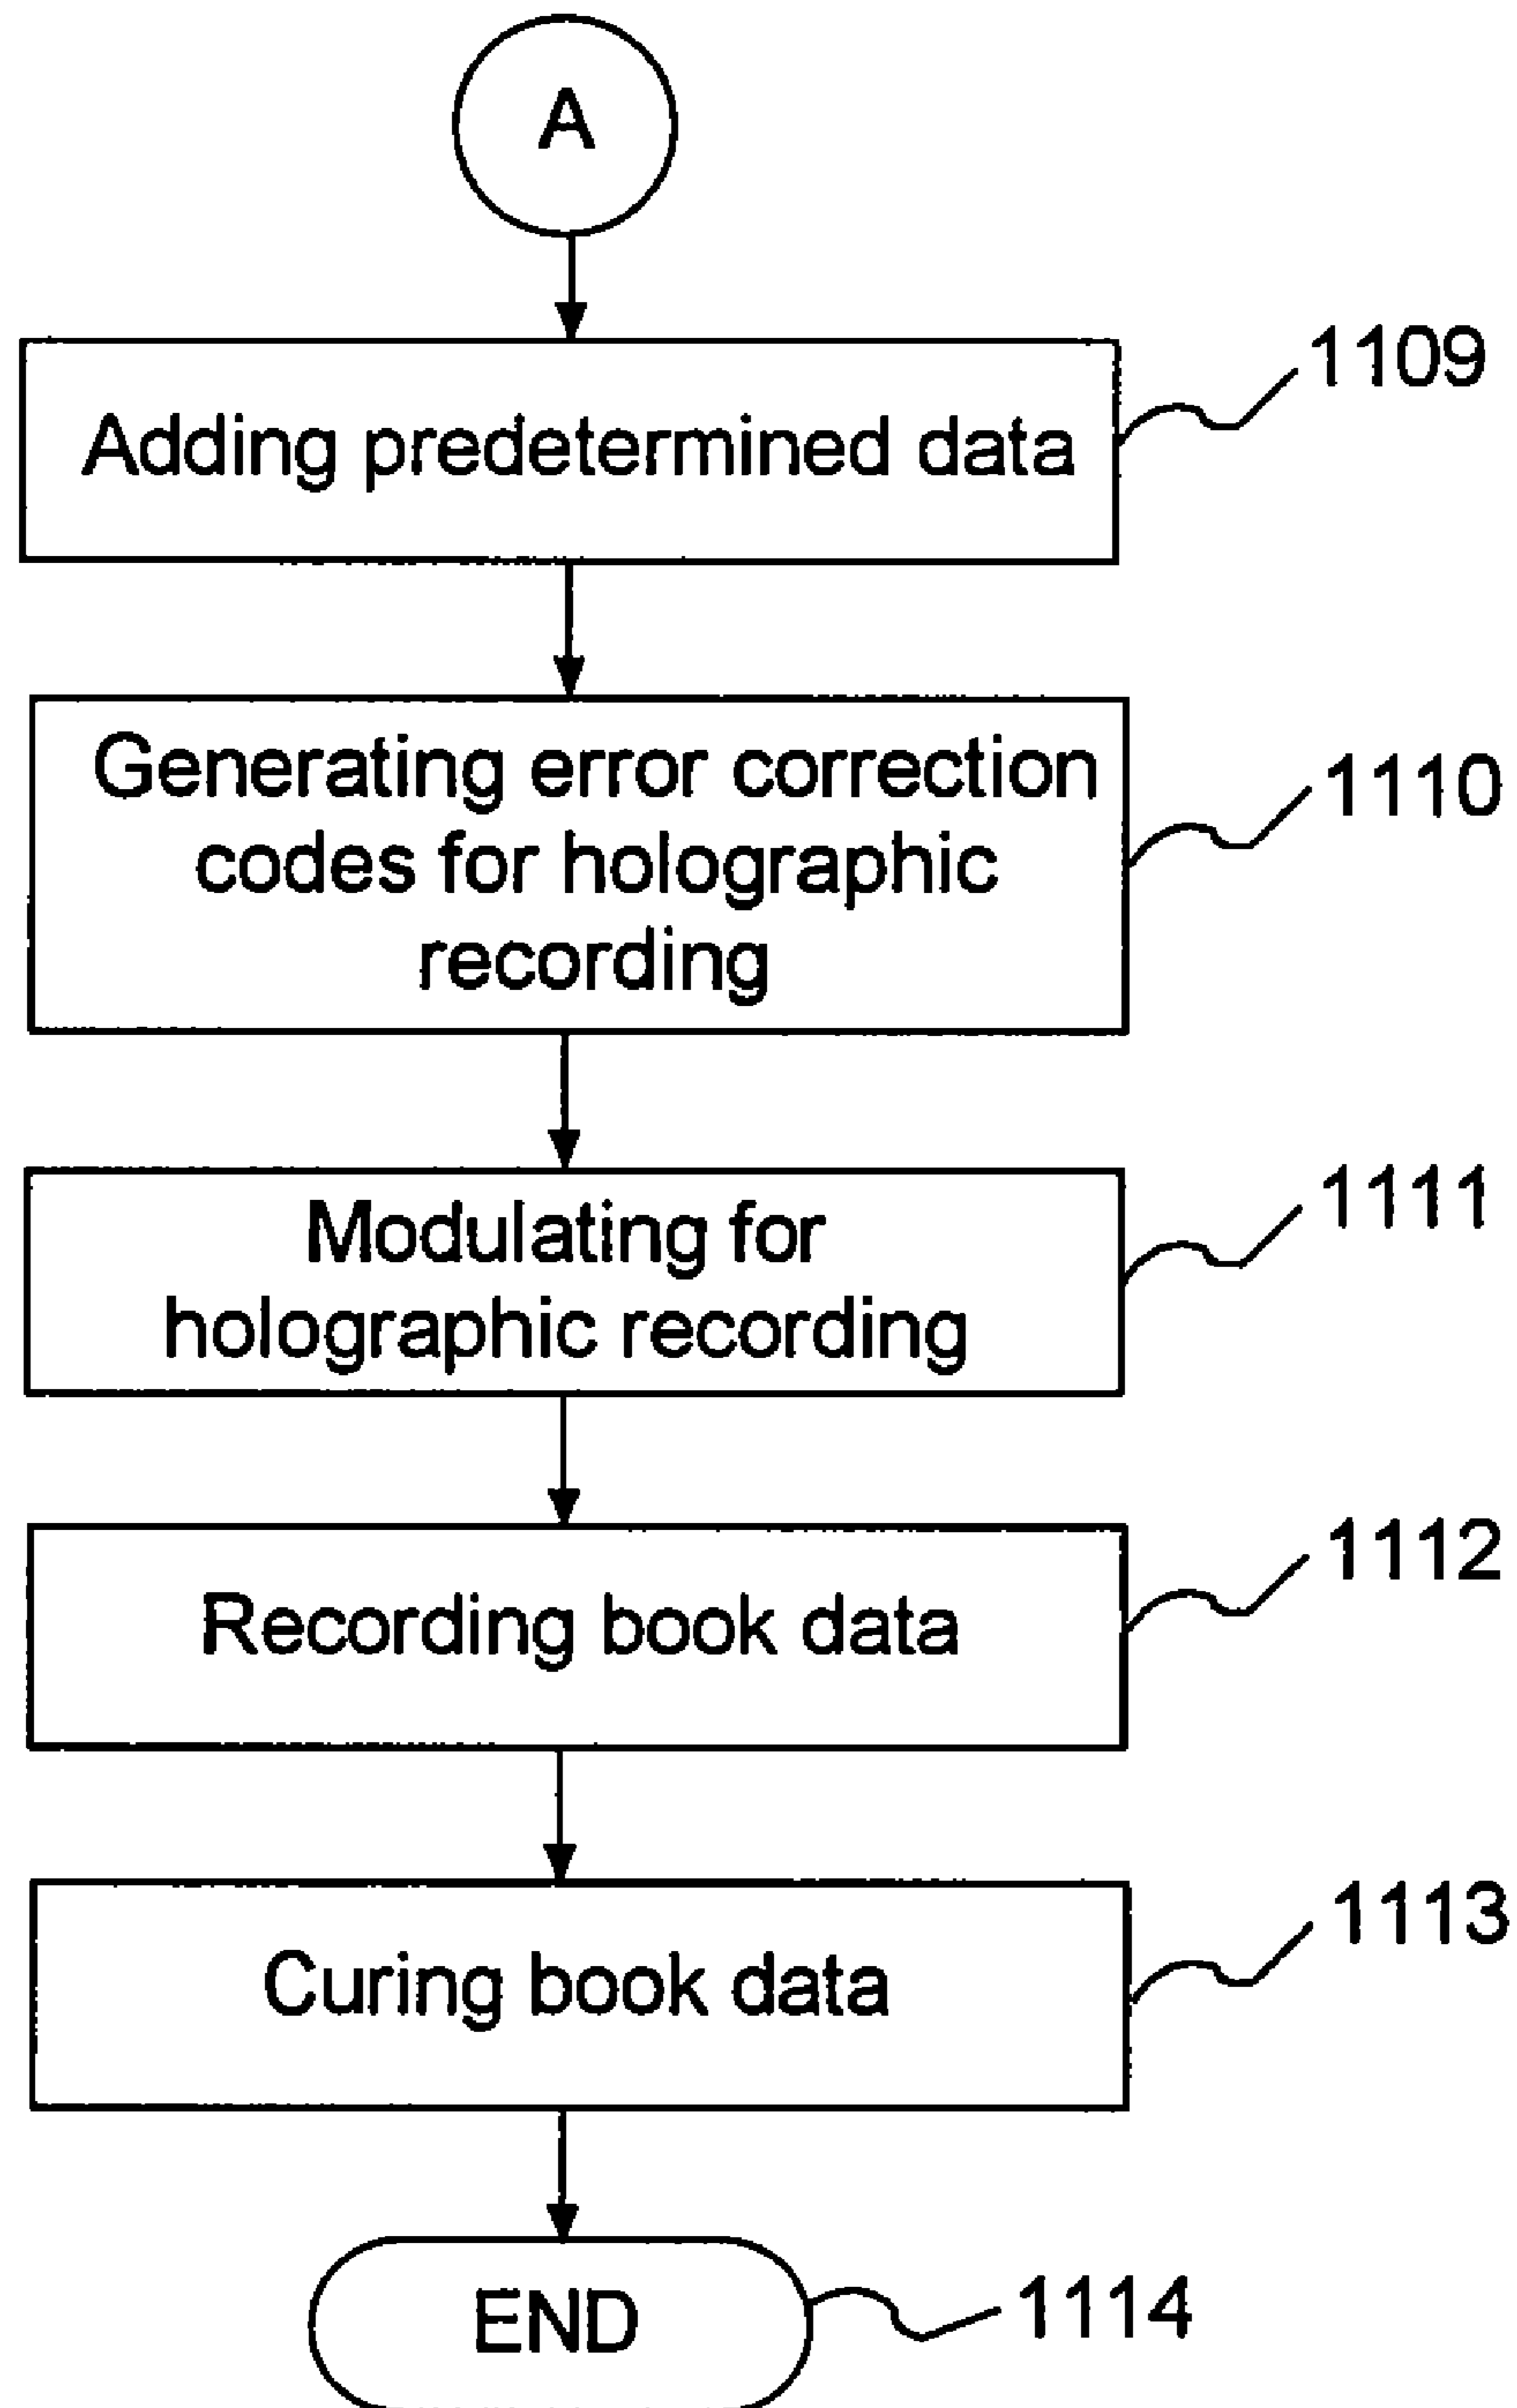 A
1109
Adding predetermined data
Generating error correction
codes for holographic
recording
1110
Modulating for
holographic recording
1111
1112
Recording book data
1113
Curing book data
END
1114